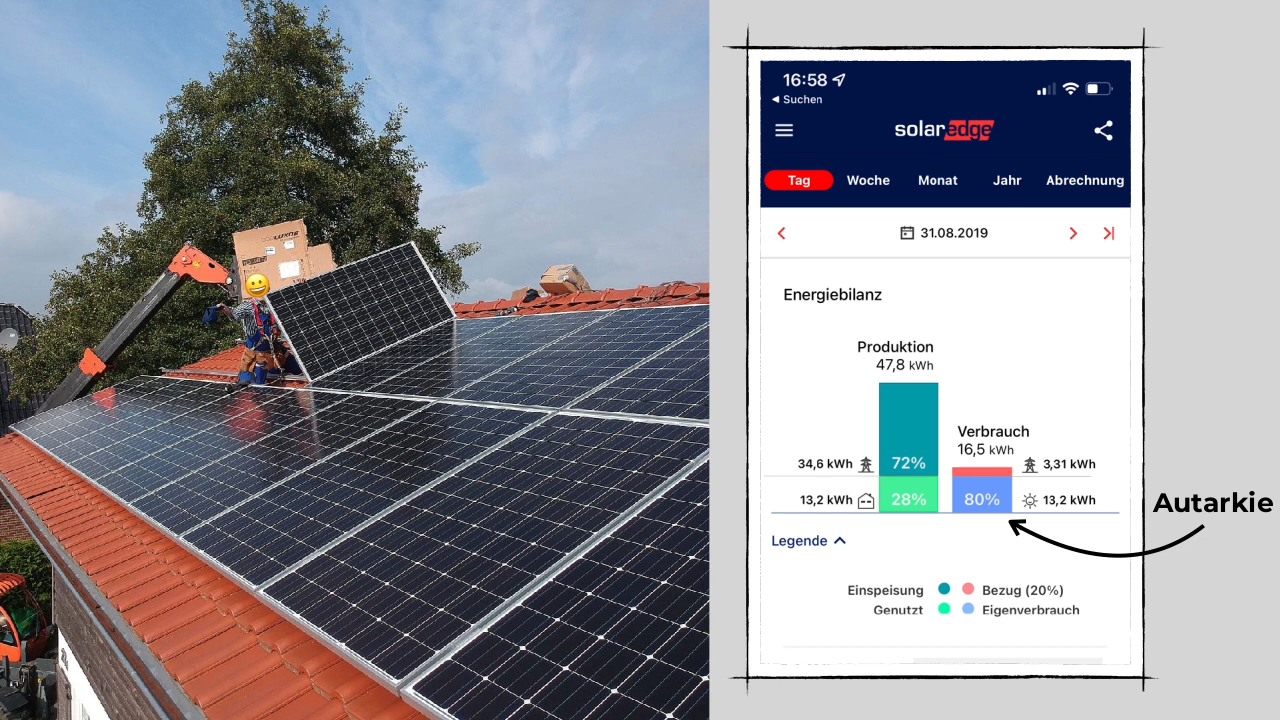 16:58
Suchen
solaredge
Tag Woche Monat Jahr Abrechnung
31.08.2019
Energiebilanz
Produktion
47,8 kWh
Verbrauch
16,5 kWh
34,6 kWh 72% 3,31 kWh
13,2 kWh 28% 80% 13,2 kWh
Autarkie
Legende
Einspeisung Bezug (20%)
Genutzt Eigenverbrauch